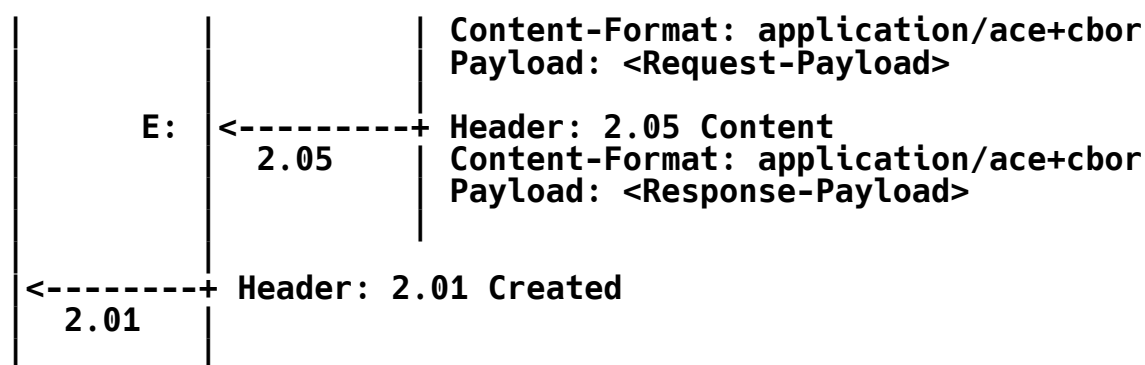 |          |          | Content-Format: application/ace+cbor
|          |          | Payload: <Request-Payload>
|          |          |
|      E:  |<---------+ Header: 2.05 Content
|          |  2.05    | Content-Format: application/ace+cbor
|          |          | Payload: <Response-Payload>
|          |          |
|          |
|<--------+ Header: 2.01 Created
|  2.01    |
|          |